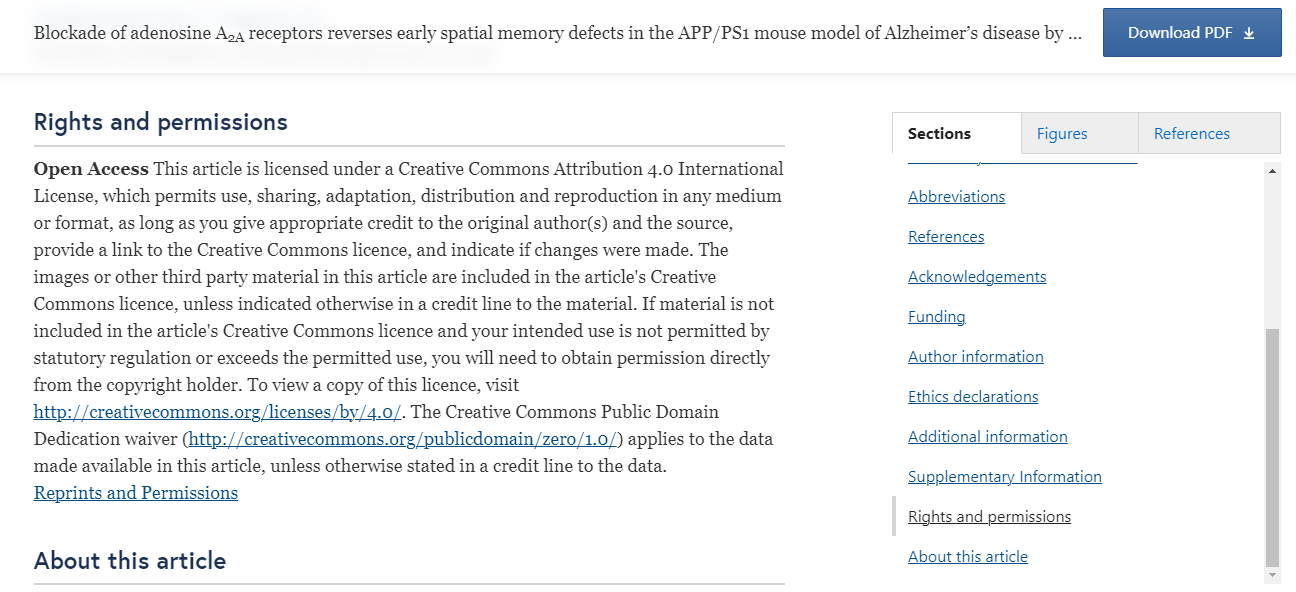 Blockade of adenosine A2A receptors reverses early spatial memory defects in the APP/PS1 mouse model of Alzheimer’s disease by ...
Download PDF
Rights and permissions
Open Access This article is licensed under a Creative Commons Attribution 4.0 International
License, which permits use, sharing, adaptation, distribution and reproduction in any medium
or format, as long as you give appropriate credit to the original author(s) and the source,
provide a link to the Creative Commons licence, and indicate if changes were made. The
images or other third party material in this article are included in the article's Creative
Commons licence, unless indicated otherwise in a credit line to the material. If material is not
included in the article's Creative Commons licence and your intended use is not permitted by
statutory regulation or exceeds the permitted use, you will need to obtain permission directly
from the copyright holder. To view a copy of this licence, visit
http://creativecommons.org/licenses/by/4.0/. The Creative Commons Public Domain
Dedication waiver (http://creativecommons.org/publicdomain/zero/1.0/) applies to the data
made available in this article, unless otherwise stated in a credit line to the data.
Reprints and Permissions
About this article
Sections
Figures
References
Abbreviations
References
Acknowledgements
Funding
Author information
Ethics declarations
Additional information
Supplementary Information
Rights and permissions
About this article